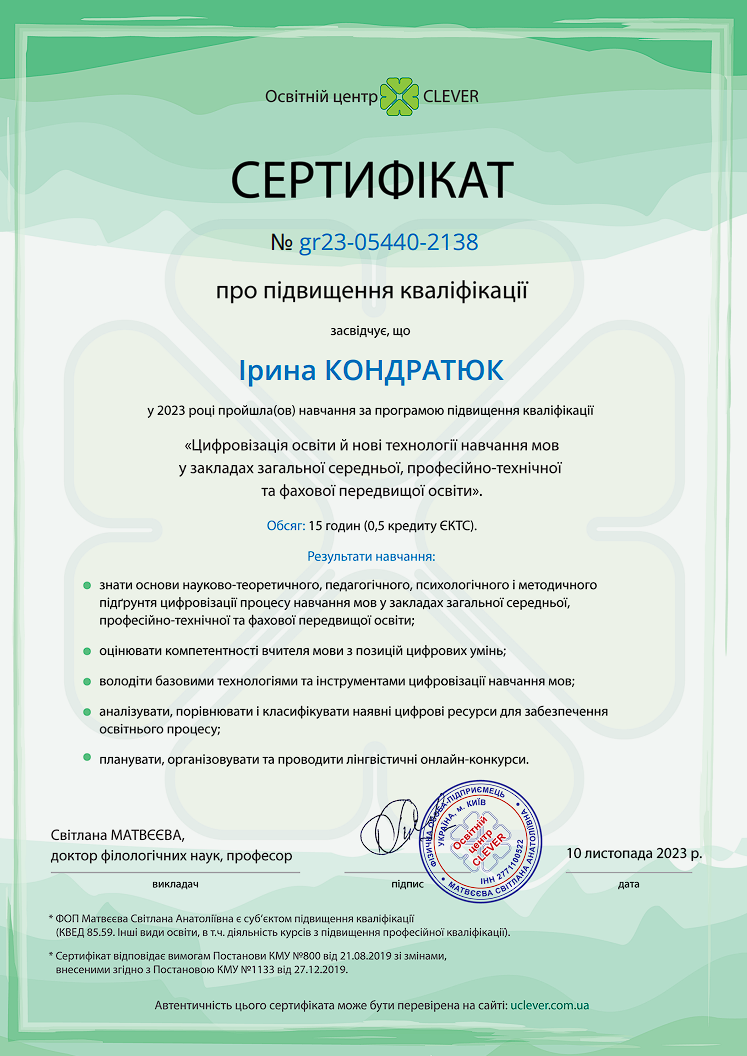 Освітній центр CLEVER
СЕРТИФІКАТ
№ gr23-05440-2138
про підвищення кваліфікації
засвідчує, що
Ірина КОНДРАТЮК
у 2023 році пройшла(ов) навчання за програмою підвищення кваліфікації
«Цифровізація освіти й нові технології навчання мов
у закладах загальної середньої, професійно-технічної
та фахової передвищої освіти».
Обсяг: 15 годин (0,5 кредиту ЄКТС).
Результати навчання:
знати основи науково-теоретичного, педагогічного, психологічного і методичного
підґрунтя цифровізації процесу навчання мов у закладах загальної середньої,
професійно-технічної та фахової передвищої освіти;
оцінювати компетентності вчителя мови з позицій цифрових умінь;
володіти базовими технологіями та інструментами цифровізації навчання мов;
аналізувати, порівнювати і класифікувати наявні цифрові ресурси для забезпечення
освітнього процесу;
планувати, організовувати та проводити лінгвістичні онлайн-конкурси.
Світлана МАТВЄЄВА,
доктор філологічних наук, професор
викладач
підпис
ФІЗИЧНА ОСОБА-ПІДПРИЄМЕЦЬ
МАТВЄЄВА СВІТЛАНА АНАТОЛІЇВНА
УКРАЇНА, м. КИЇВ
ІНН 2771100522
Освітній
центр
CLEVER
10 листопада 2023 р.
дата
* ФОП Матвєєва Світлана Анатоліївна є суб’єктом підвищення кваліфікації
(КВЕД 85.59. Інші види освіти, в т.ч. діяльність курсів з підвищення професійної кваліфікації).
* Сертифікат відповідає вимогам Постанови КМУ №800 від 21.08.2019 зі змінами,
внесеними згідно з Постановою КМУ №1133 від 27.12.2019.
Автентичність цього сертифіката може бути перевірена на сайті: uclever.com.ua